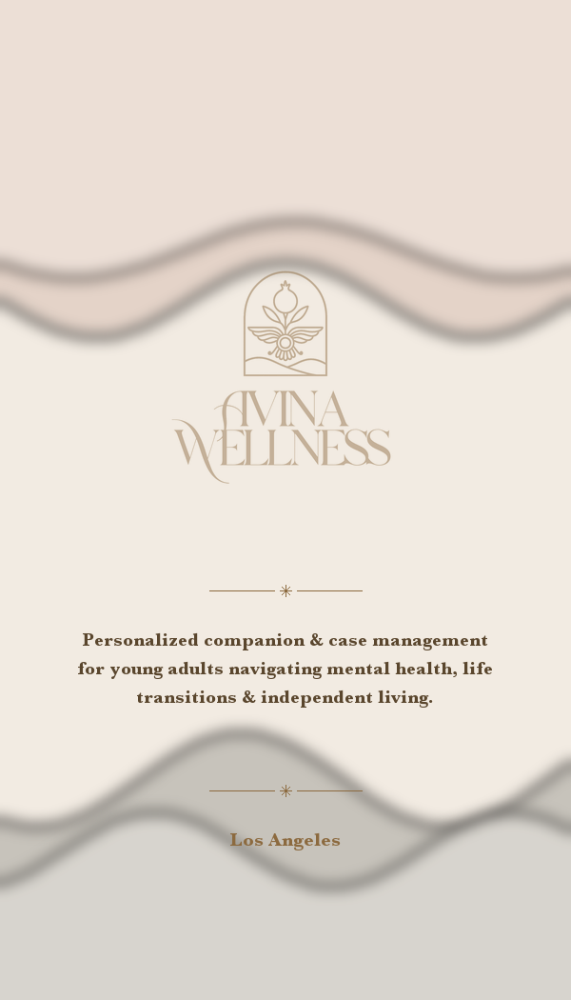 AVINA
WELLNESS
Personalized companion & case management
for young adults navigating mental health, life
transitions & independent living.
Los Angeles